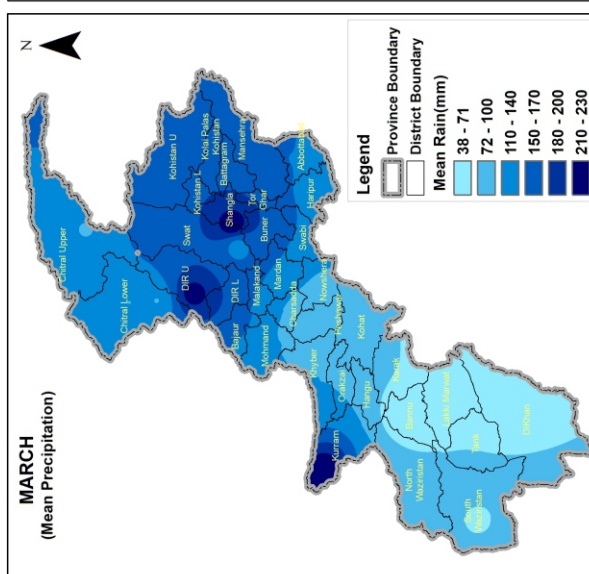 MARCH
(Mean Precipitation)
N
Chitral Upper
Chitral Lower
Kohistan U
Swat
Kohistan L
Kolai Palas
Kohistan
DIR U
Shangla
Battagram
Mansehra
Tor
Ghar
DIR L
Buner
Abbottabad
Haripur
Bajaur
Malakand
Mardan
Swabi
Mohmand
Charsadda
Nowshera
Peshawar
Khyber
Kohat
Orakzai
Hangu
Kurram
Karak
Bannu
Lakki Marwat
North
Waziristan
Tank
DIKhan
South
Waziristan
Legend
Province Boundary
District Boundary
Mean Rain(mm)
38 - 71
72 - 100
110 - 140
150 - 170
180 - 200
210 - 230